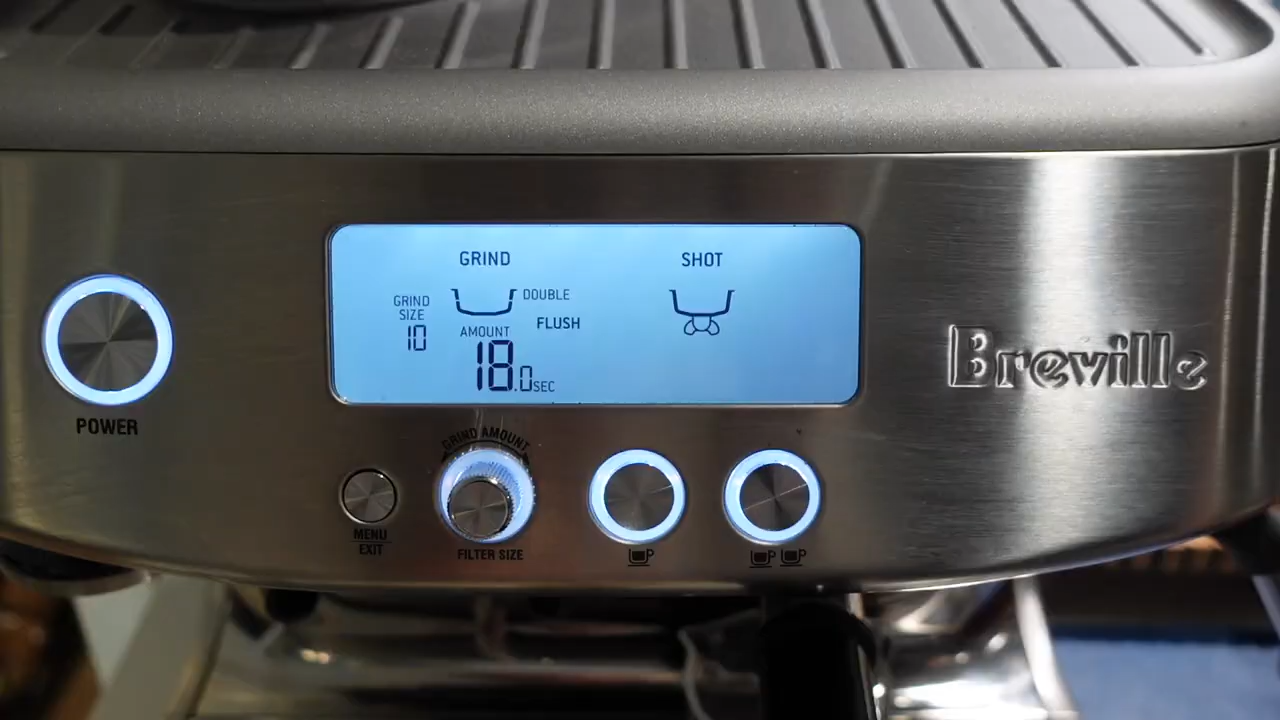 GRIND
SHOT
GRIND
SIZE
10
DOUBLE
FLUSH
AMOUNT
18.0SEC
Breville
POWER
GRIND AMOUNT
MENU
EXIT
FILTER SIZE